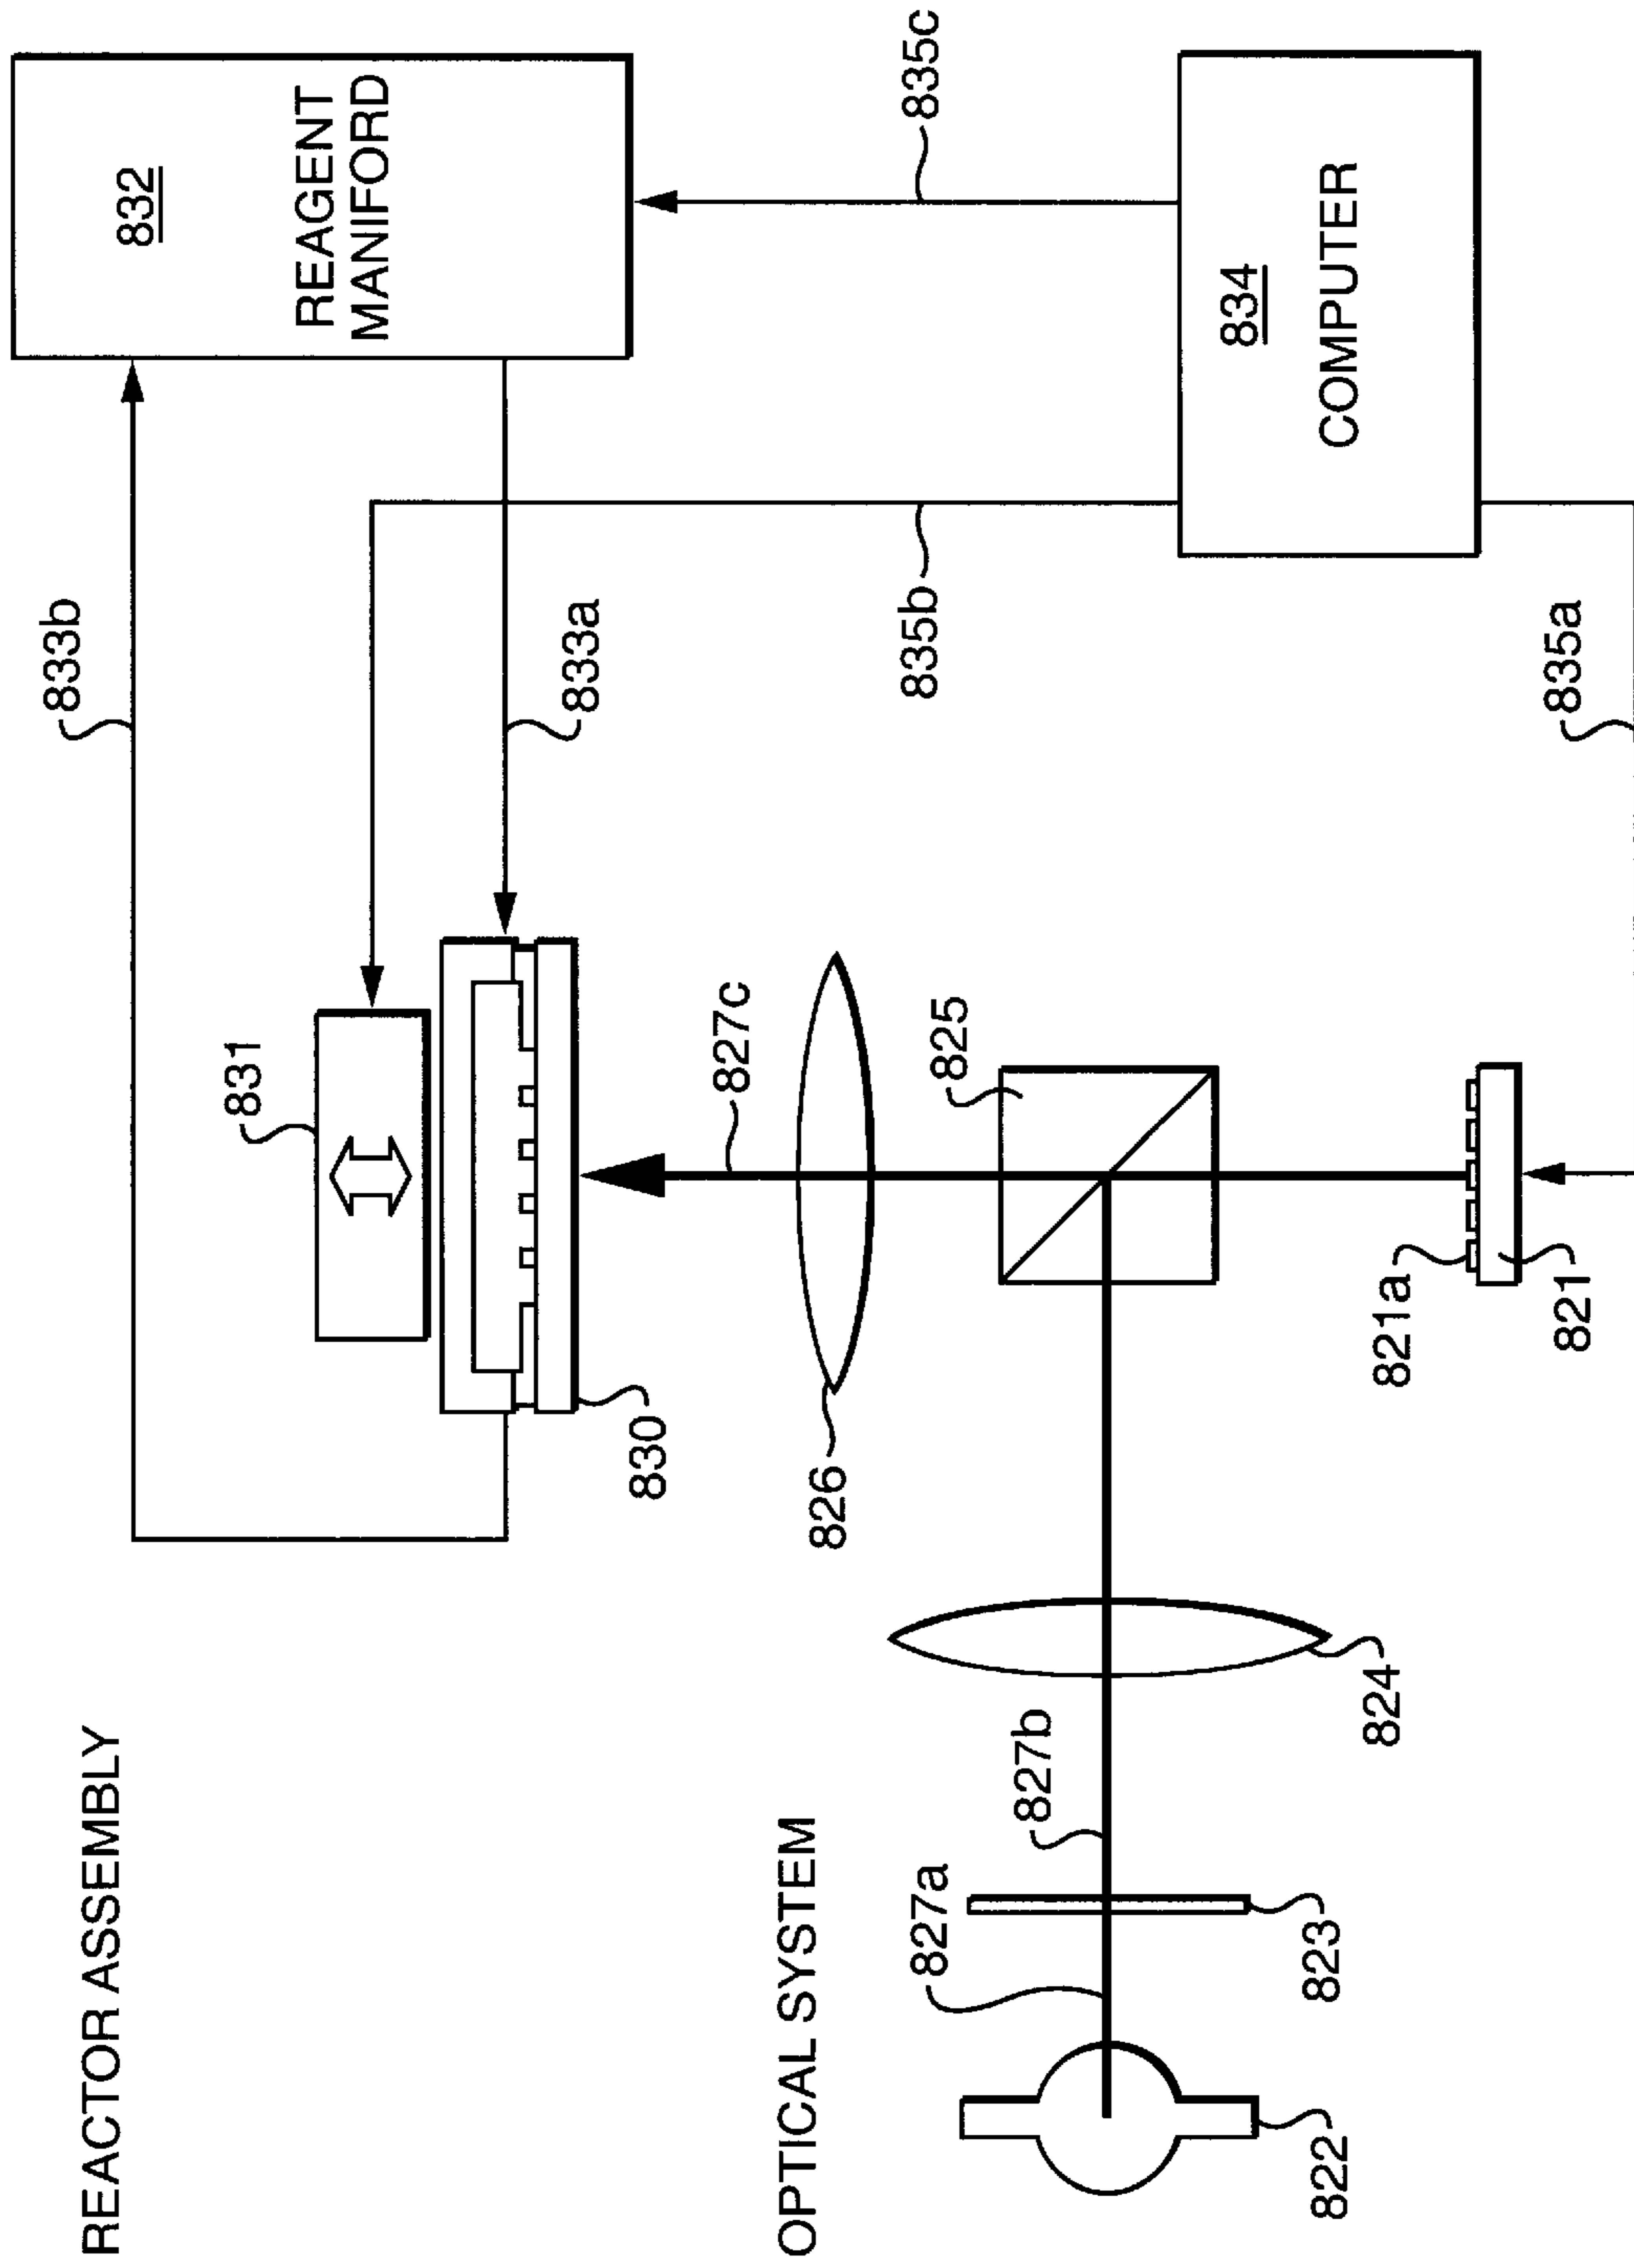 REACTOR ASSEMBLY
833b
832
REAGENT
MANIFORD
831
833a
830
827c
835b
835c
826
825
OPTICAL SYSTEM
827a
827b
834
COMPUTER
824
823
822
821a
821
835a